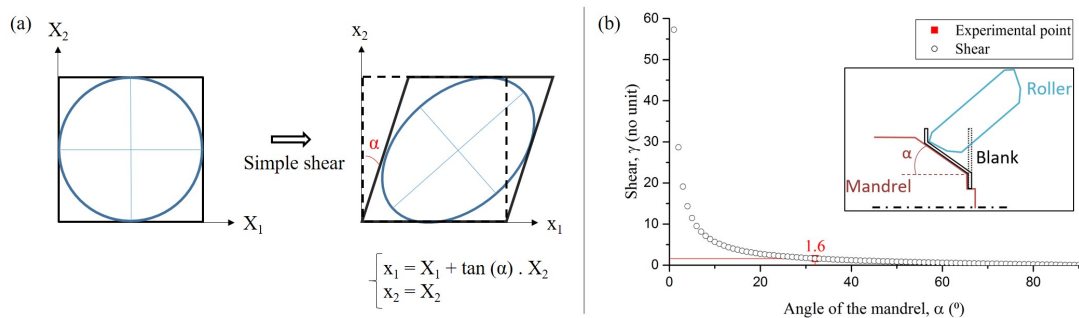 (a)
X₂
X₁
Simple shear
x₂
α
x₁
x₁ = X₁ + tan (α) . X₂
x₂ = X₂
(b)
Shear, γ (no unit)
60
50
40
30
20
10
0
0 20 40 60 80
Angle of the mandrel, α (º)
1.6
Experimental point
Shear
Roller
α
Blank
Mandrel